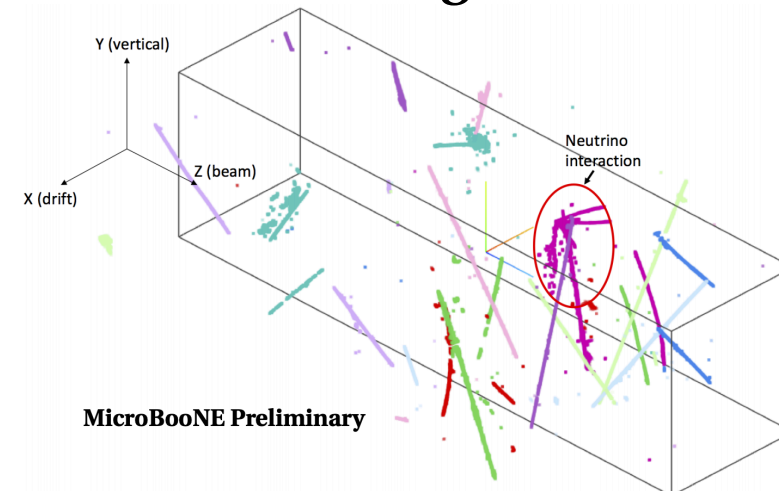 Y (vertical)
Neutrino
interaction
Z (beam)
X (drift)
MicroBooNE Preliminary